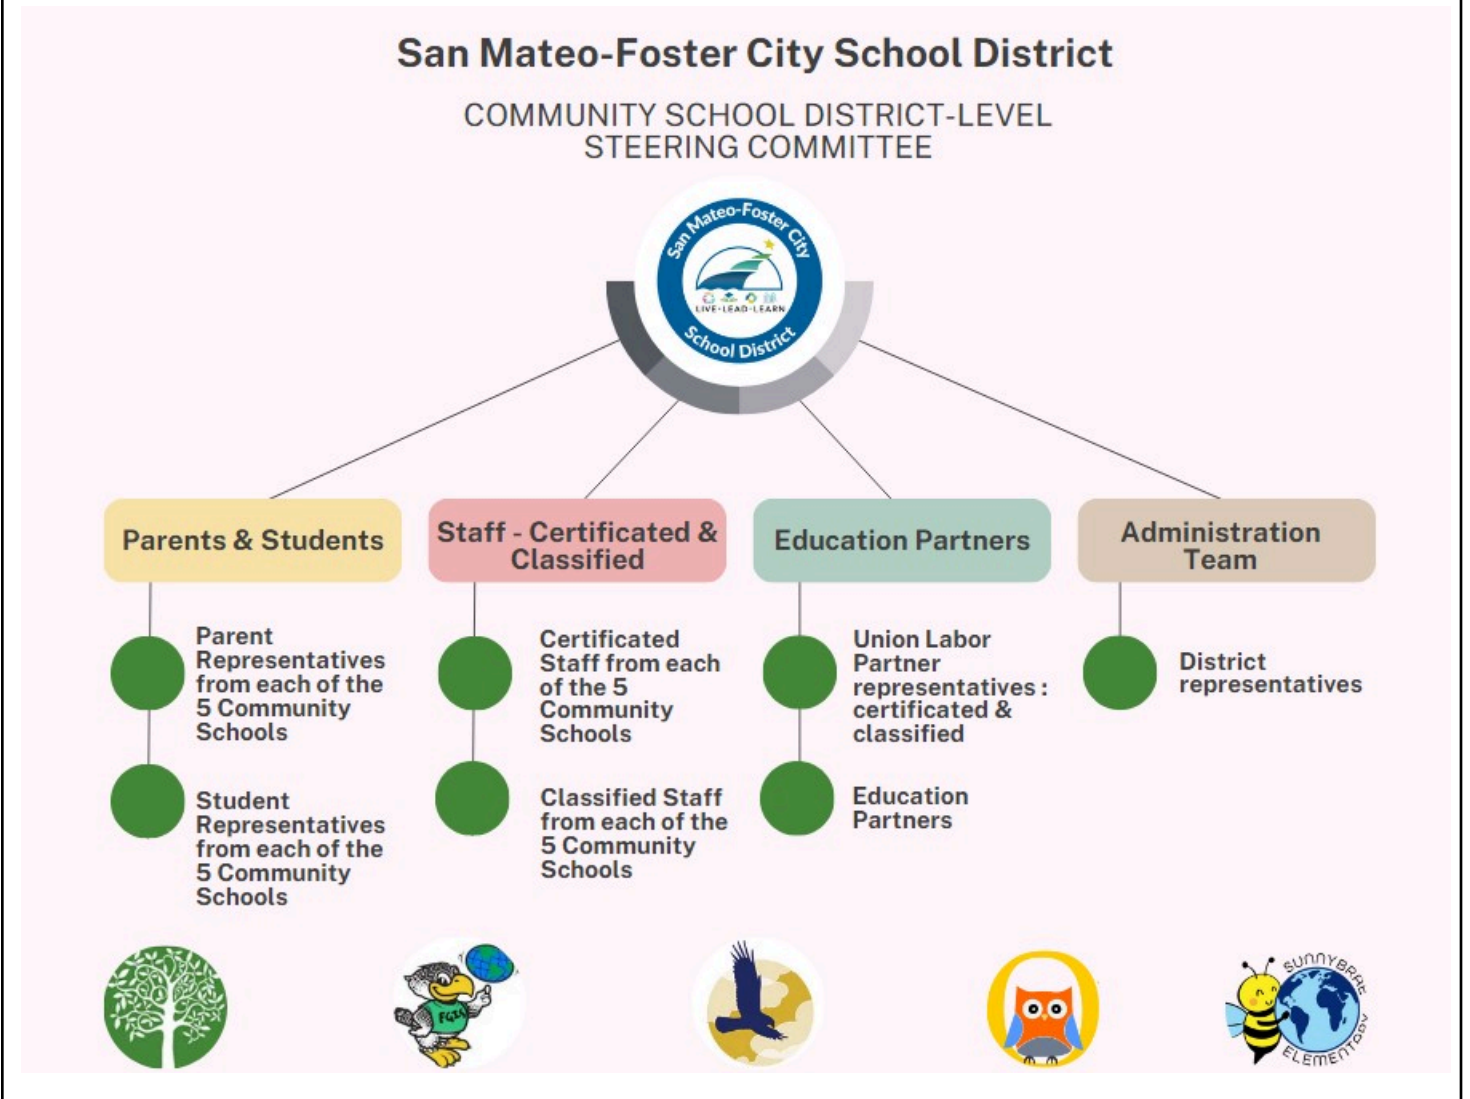 San Mateo-Foster City School District
COMMUNITY SCHOOL DISTRICT-LEVEL
STEERING COMMITTEE
San Mateo-Foster City
LIVE·LEAD·LEARN
School District
Parents & Students
Staff - Certificated &
Classified
Education Partners
Administration
Team
Parent
Representatives
from each of the
5 Community
Schools
Student
Representatives
from each of the
5 Community
Schools
Certificated
Staff from each
of the 5
Community
Schools
Classified Staff
from each of the
5 Community
Schools
Union Labor
Partner
representatives :
certificated &
classified
Education
Partners
District
representatives
FGIS
SUNNYBRAE
ELEMENTARY